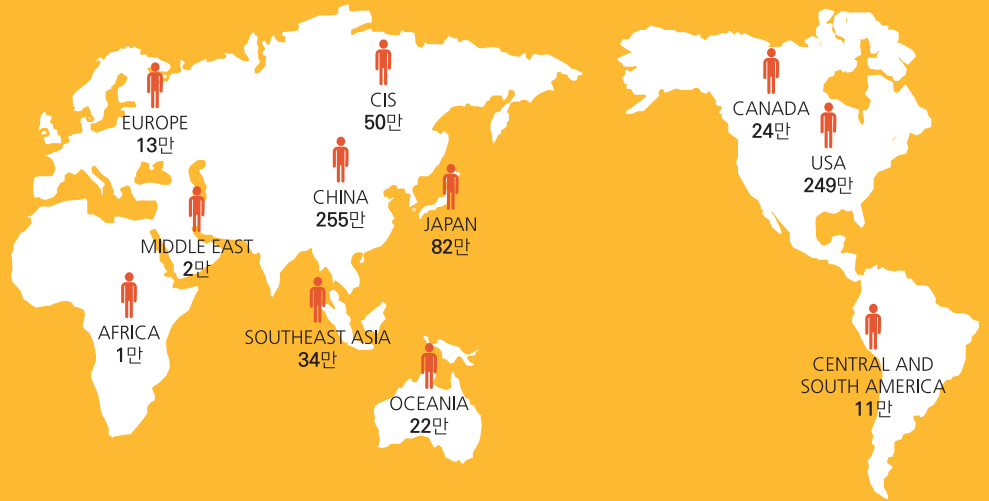 CIS
50만
EUROPE
13만
CANADA
24만
USA
249만
CHINA
255만
JAPAN
82만
MIDDLE EAST
2만
AFRICA
1만
SOUTHEAST ASIA
34만
OCEANIA
22만
CENTRAL AND
SOUTH AMERICA
11만